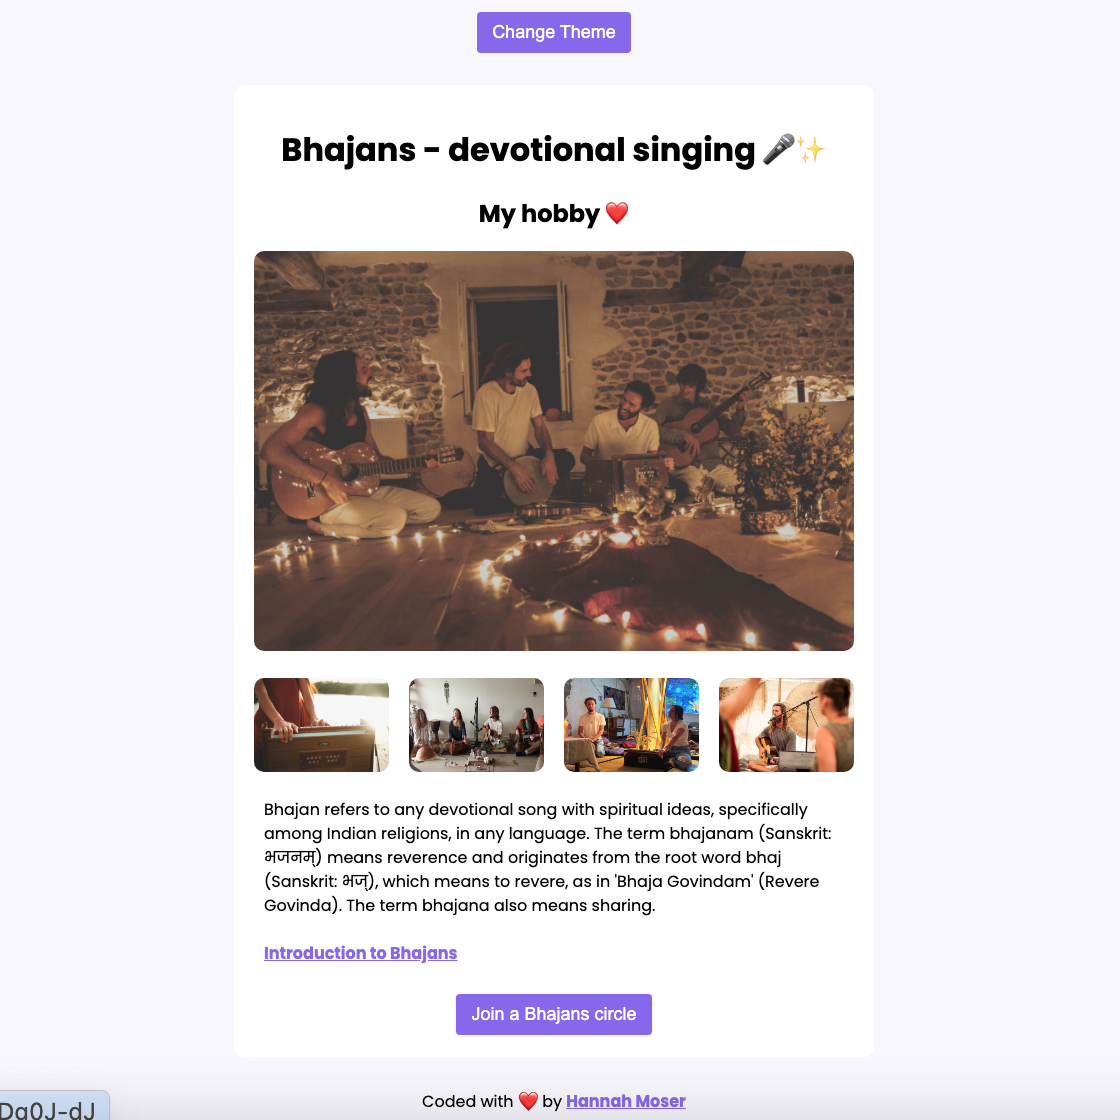 Change Theme
Bhajans - devotional singing 🎤✨
My hobby ❤️
Bhajan refers to any devotional song with spiritual ideas, specifically
among Indian religions, in any language. The term bhajanam (Sanskrit:
भजनम्) means reverence and originates from the root word bhaj
(Sanskrit: भज्), which means to revere, as in 'Bhaja Govindam' (Revere
Govinda). The term bhajana also means sharing.
Introduction to Bhajans
Join a Bhajans circle
Coded with ❤️ by Hannah Moser